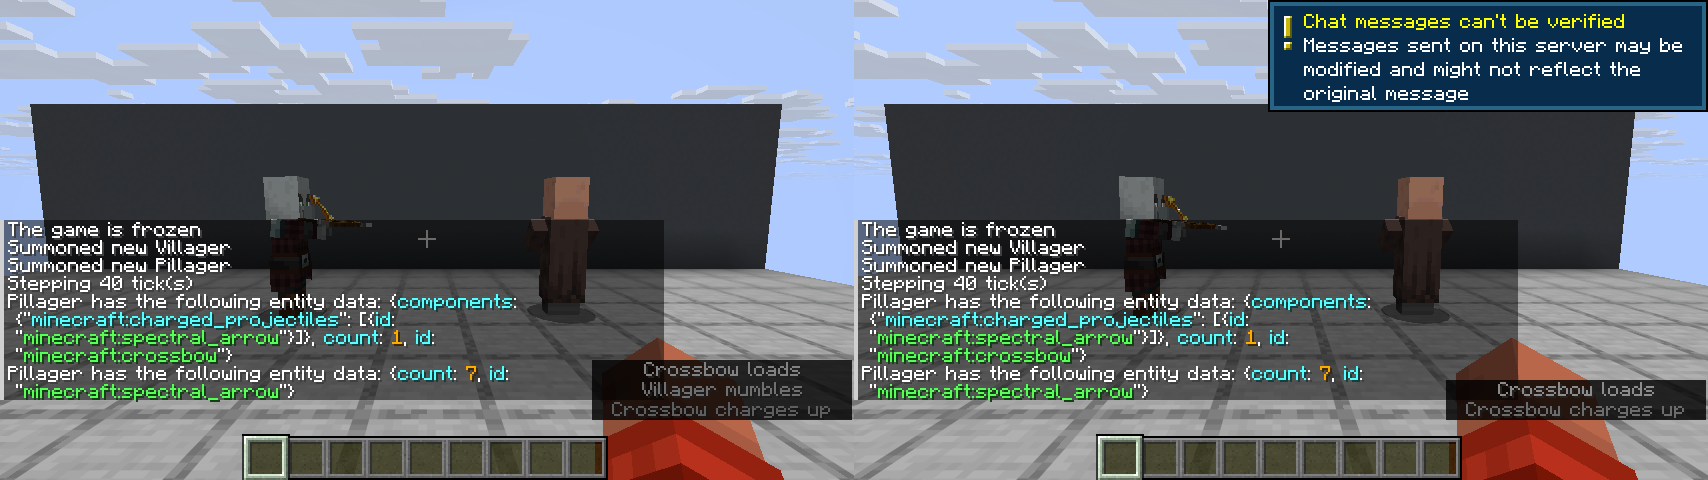 The game is frozen
Summoned new Villager
Summoned new Pillager
Stepping 40 tick(s)
Pillager has the following entity data: {components:
{"minecraft:charged_projectiles": [{id:
"minecraft:spectral_arrow"}]}, count: 1, id:
"minecraft:crossbow"}
Pillager has the following entity data: {count: 7, id:
"minecraft:spectral_arrow"}
Crossbow loads
Villager mumbles
Crossbow charges up
Chat messages can't be verified
Messages sent on this server may be
modified and might not reflect the
original message
The game is frozen
Summoned new Villager
Summoned new Pillager
Stepping 40 tick(s)
Pillager has the following entity data: {components:
{"minecraft:charged_projectiles": [{id:
"minecraft:spectral_arrow"}]}, count: 1, id:
"minecraft:crossbow"}
Pillager has the following entity data: {count: 7, id:
"minecraft:spectral_arrow"}
Crossbow loads
Crossbow charges up